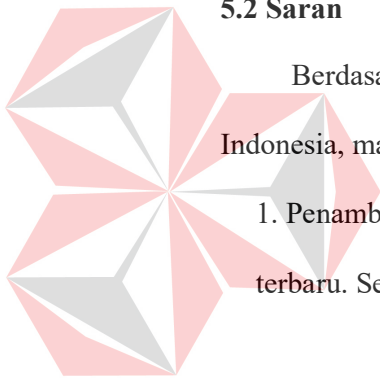 5.2 Saran
Berdasa
Indonesia, ma
1. Penamb
terbaru. Se